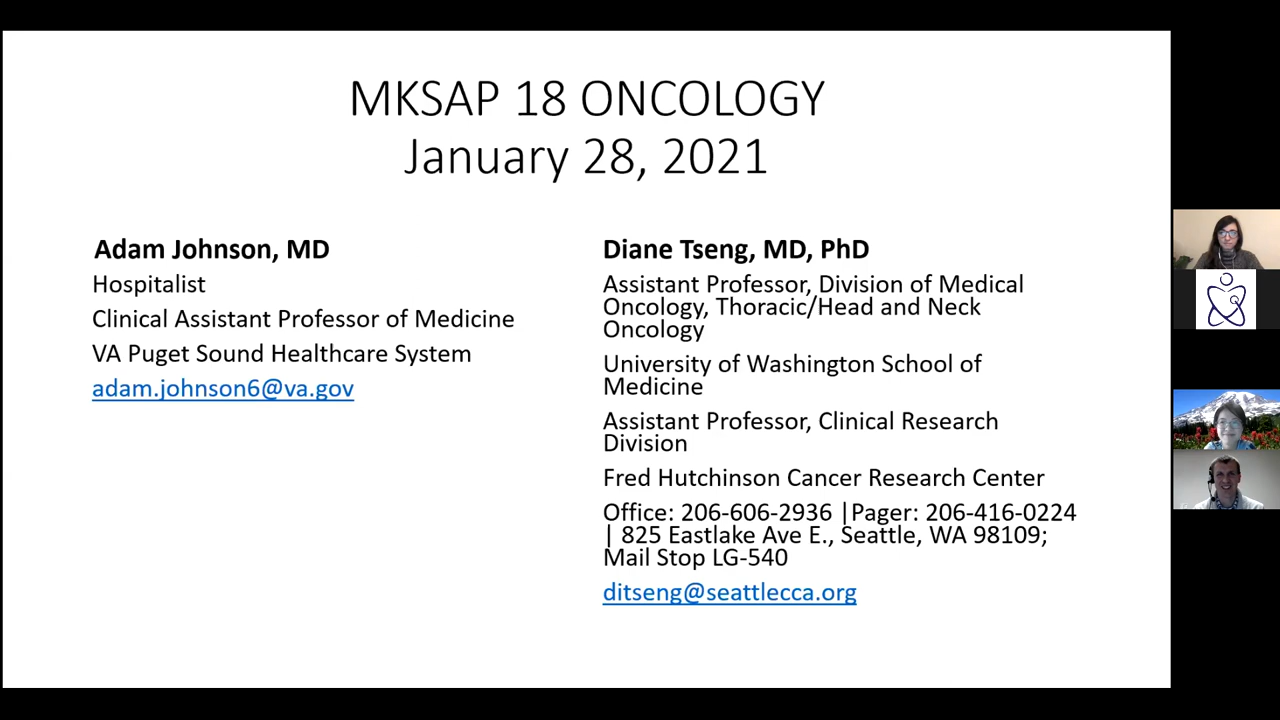 MKSAP 18 ONCOLOGY
January 28, 2021
Adam Johnson, MD
Hospitalist
Clinical Assistant Professor of Medicine
VA Puget Sound Healthcare System
adam.johnson6@va.gov
Diane Tseng, MD, PhD
Assistant Professor, Division of Medical
Oncology, Thoracic/Head and Neck
Oncology
University of Washington School of
Medicine
Assistant Professor, Clinical Research
Division
Fred Hutchinson Cancer Research Center
Office: 206-606-2936 |Pager: 206-416-0224
| 825 Eastlake Ave E., Seattle, WA 98109;
Mail Stop LG-540
ditseng@seattlecca.org